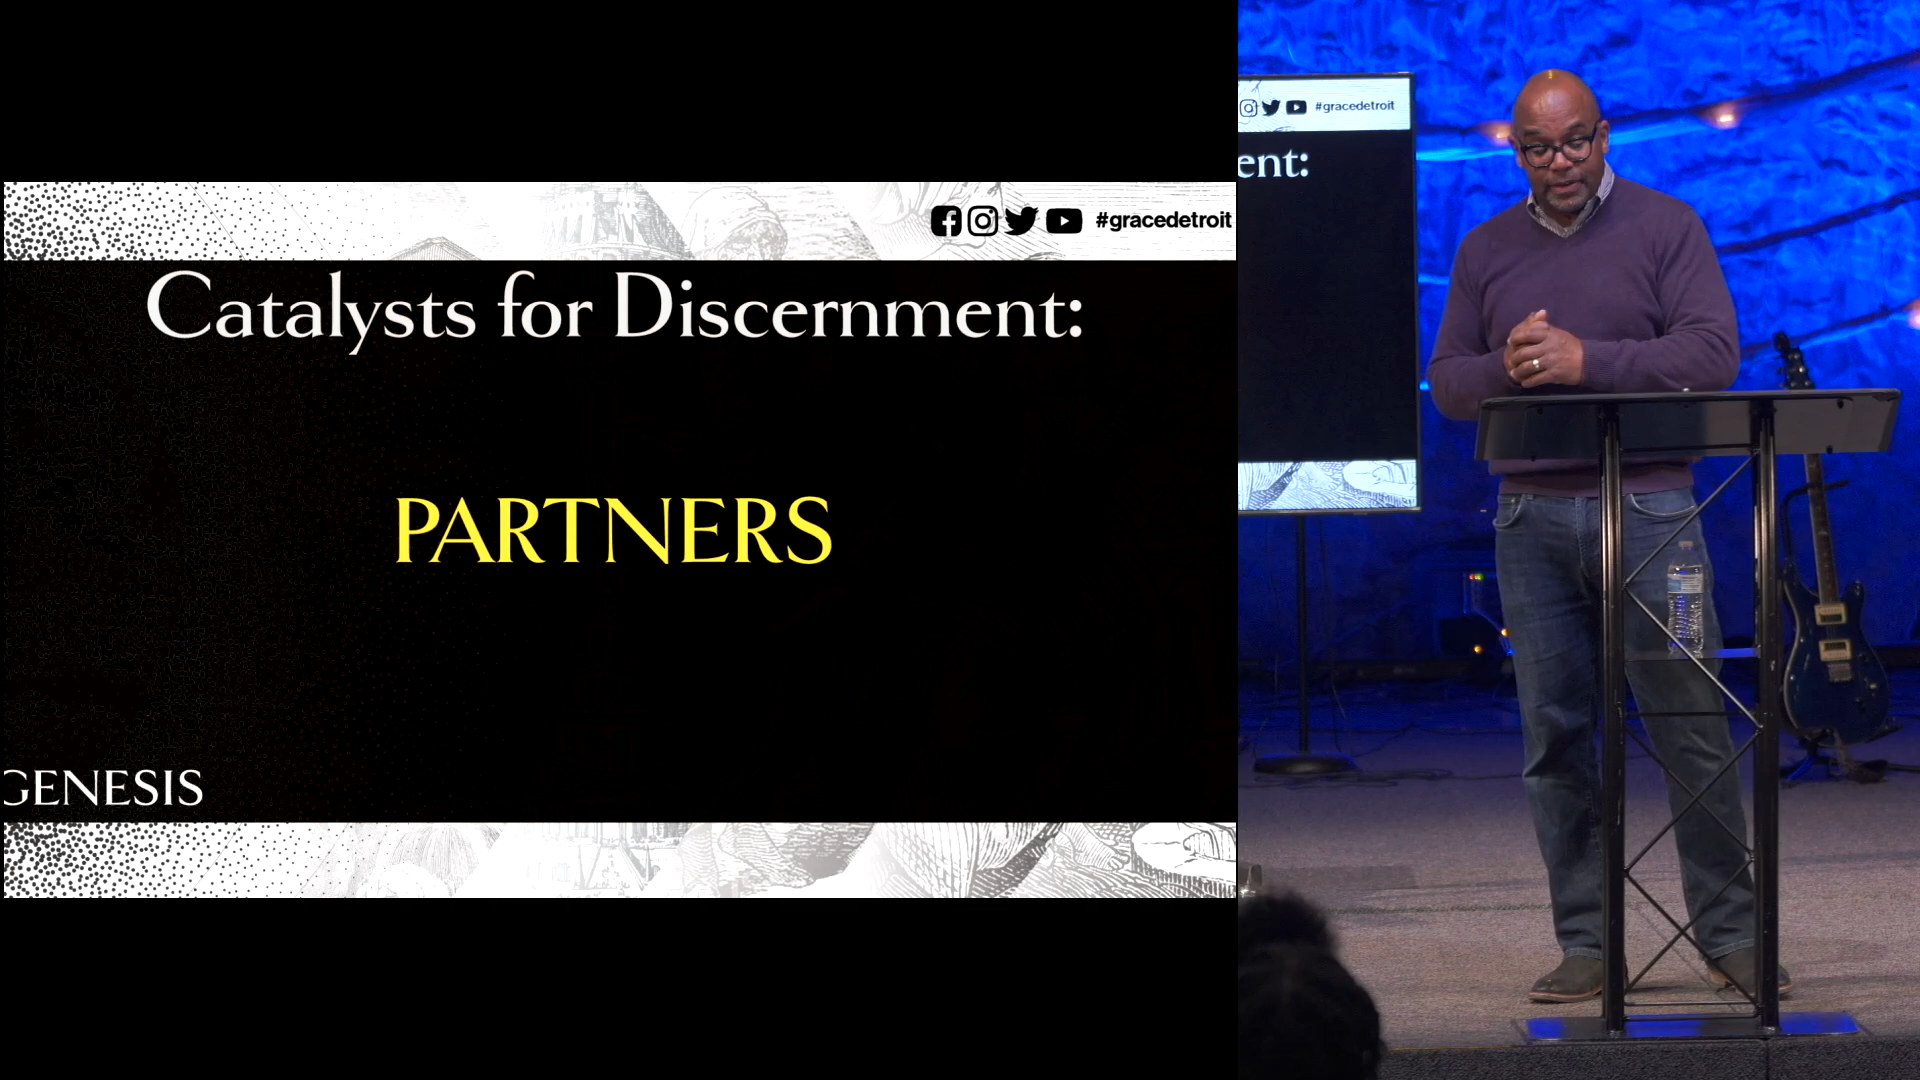 #gracedetroit
Catalysts for Discernment:
PARTNERS
GENESIS
#gracedetroit
ent: